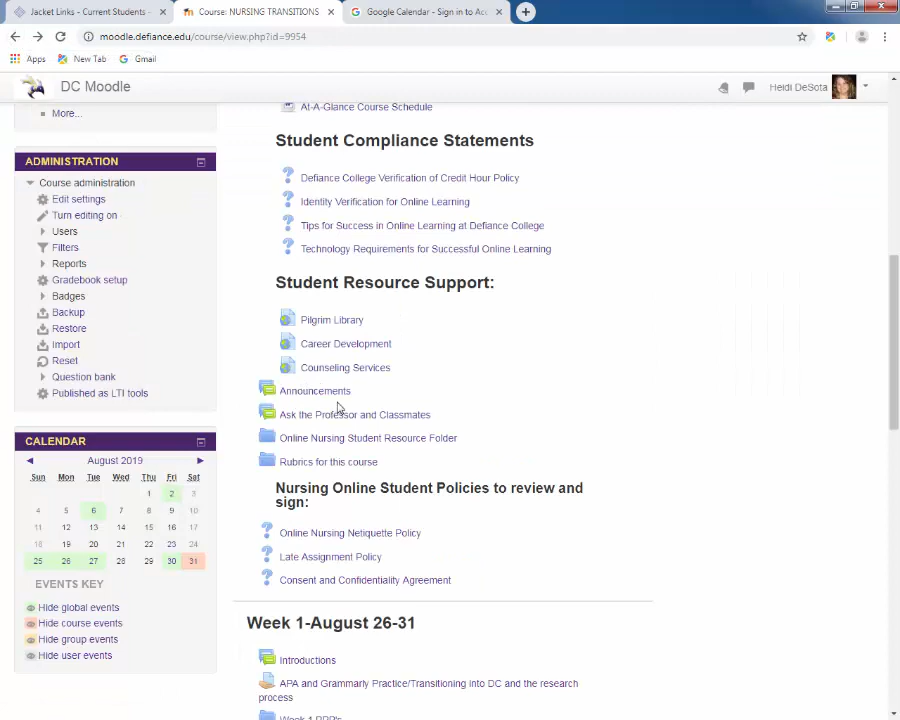 Jacket Links - Current Students -
Course: NURSING TRANSITIONS
Google Calendar - Sign in to Acc
moodle.defiance.edu/course/view.php?id=9954
Apps
New Tab
Gmail
DC Moodle
Heidi DeSota
More...
ADMINISTRATION
Course administration
Edit settings
Turn editing on
Users
Filters
Reports
Gradebook setup
Badges
Backup
Restore
Import
Reset
Question bank
Published as LTI tools
CALENDAR
◄ August 2019 ►
Sun Mon Tue Wed Thu Fri Sat
1 2 3
4 5 6 7 8 9 10
11 12 13 14 15 16 17
18 19 20 21 22 23 24
25 26 27 28 29 30 31
EVENTS KEY
Hide global events
Hide course events
Hide group events
Hide user events
At-A-Glance Course Schedule
Student Compliance Statements
Defiance College Verification of Credit Hour Policy
Identity Verification for Online Learning
Tips for Success in Online Learning at Defiance College
Technology Requirements for Successful Online Learning
Student Resource Support:
Pilgrim Library
Career Development
Counseling Services
Announcements
Ask the Professor and Classmates
Online Nursing Student Resource Folder
Rubrics for this course
Nursing Online Student Policies to review and
sign:
Online Nursing Netiquette Policy
Late Assignment Policy
Consent and Confidentiality Agreement
Week 1-August 26-31
Introductions
APA and Grammarly Practice/Transitioning into DC and the research
process
Week 1 PPP's